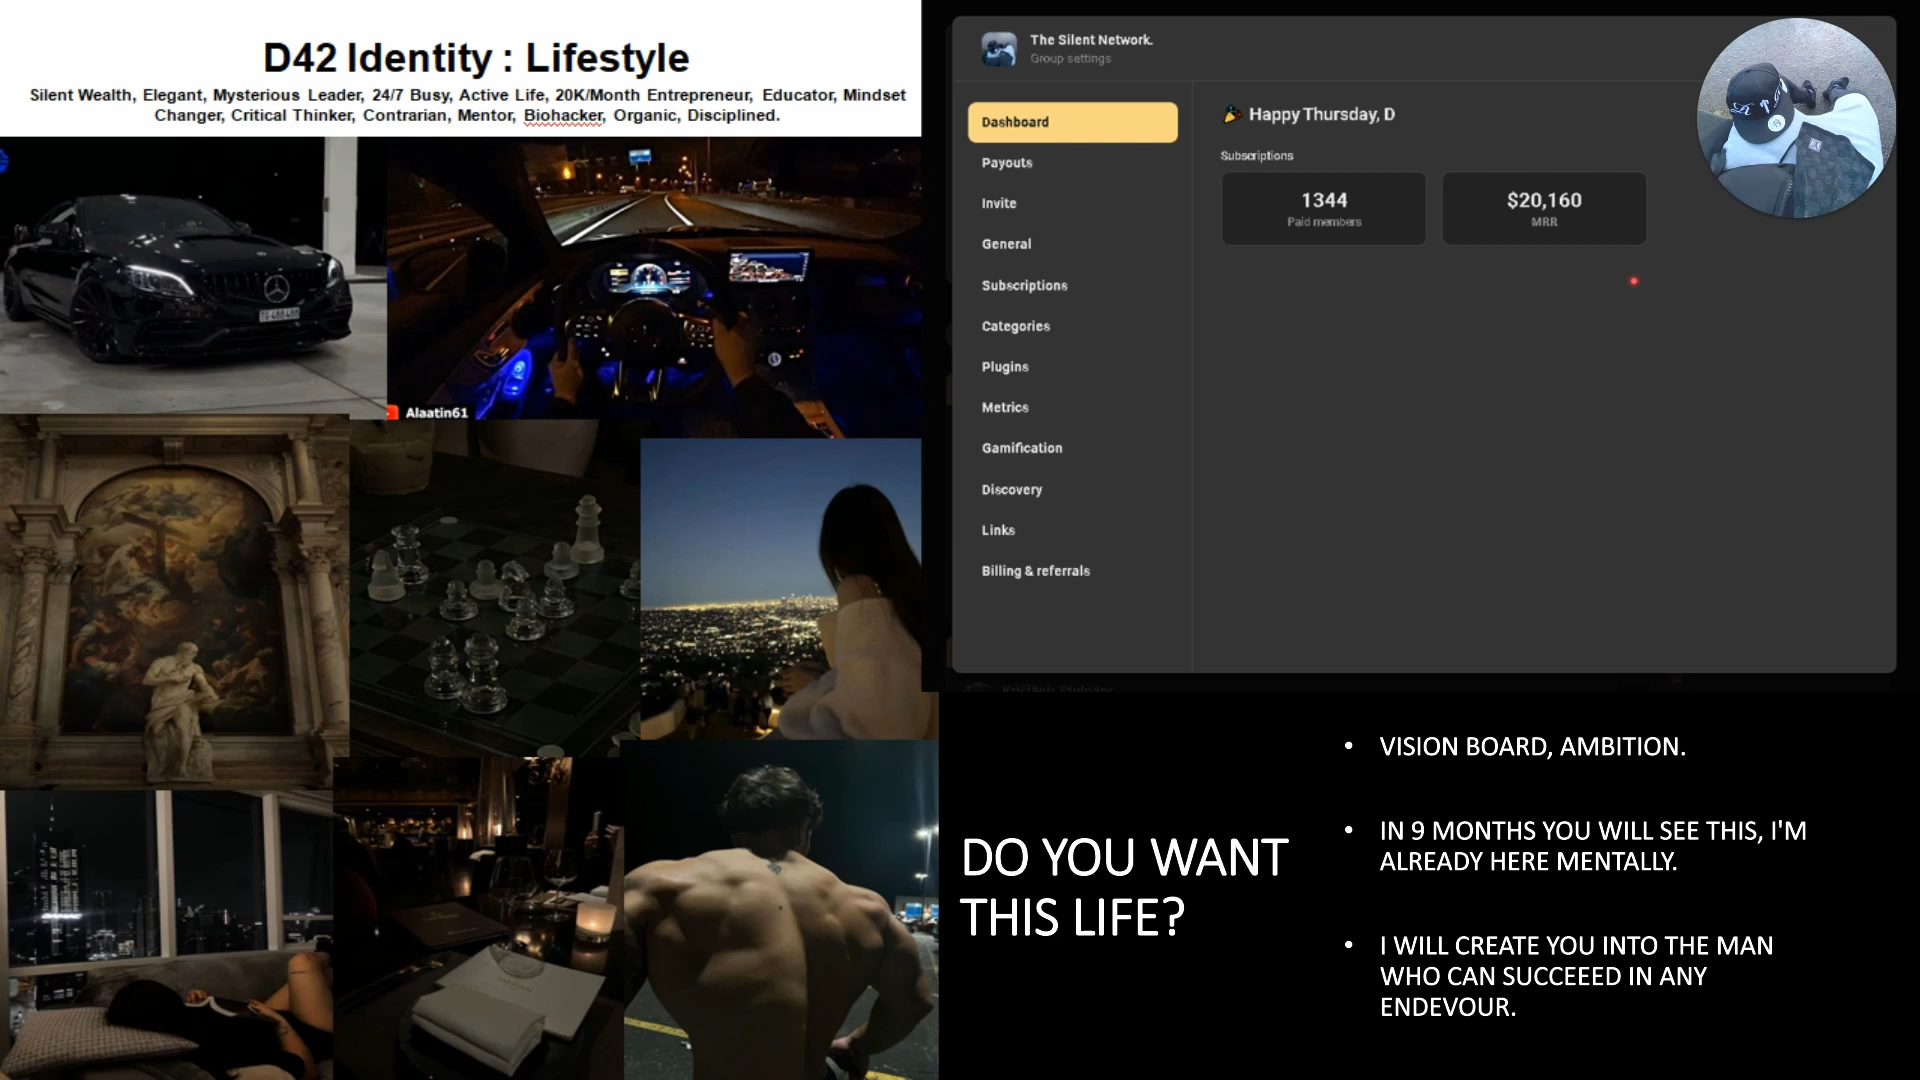 D42 Identity : Lifestyle
Silent Wealth, Elegant, Mysterious Leader, 24/7 Busy, Active Life, 20K/Month Entrepreneur, Educator, Mindset
Changer, Critical Thinker, Contrarian, Mentor, Biohacker, Organic, Disciplined.
Alaatin61
The Silent Network.
Group settings
Dashboard
Payouts
Invite
General
Subscriptions
Categories
Plugins
Metrics
Gamification
Discovery
Links
Billing & referrals
Happy Thursday, D
Subscriptions
1344
Paid members
$20,160
MRR
DO YOU WANT
THIS LIFE?
• VISION BOARD, AMBITION.
• IN 9 MONTHS YOU WILL SEE THIS, I'M
ALREADY HERE MENTALLY.
• I WILL CREATE YOU INTO THE MAN
WHO CAN SUCCEEED IN ANY
ENDEVOUR.